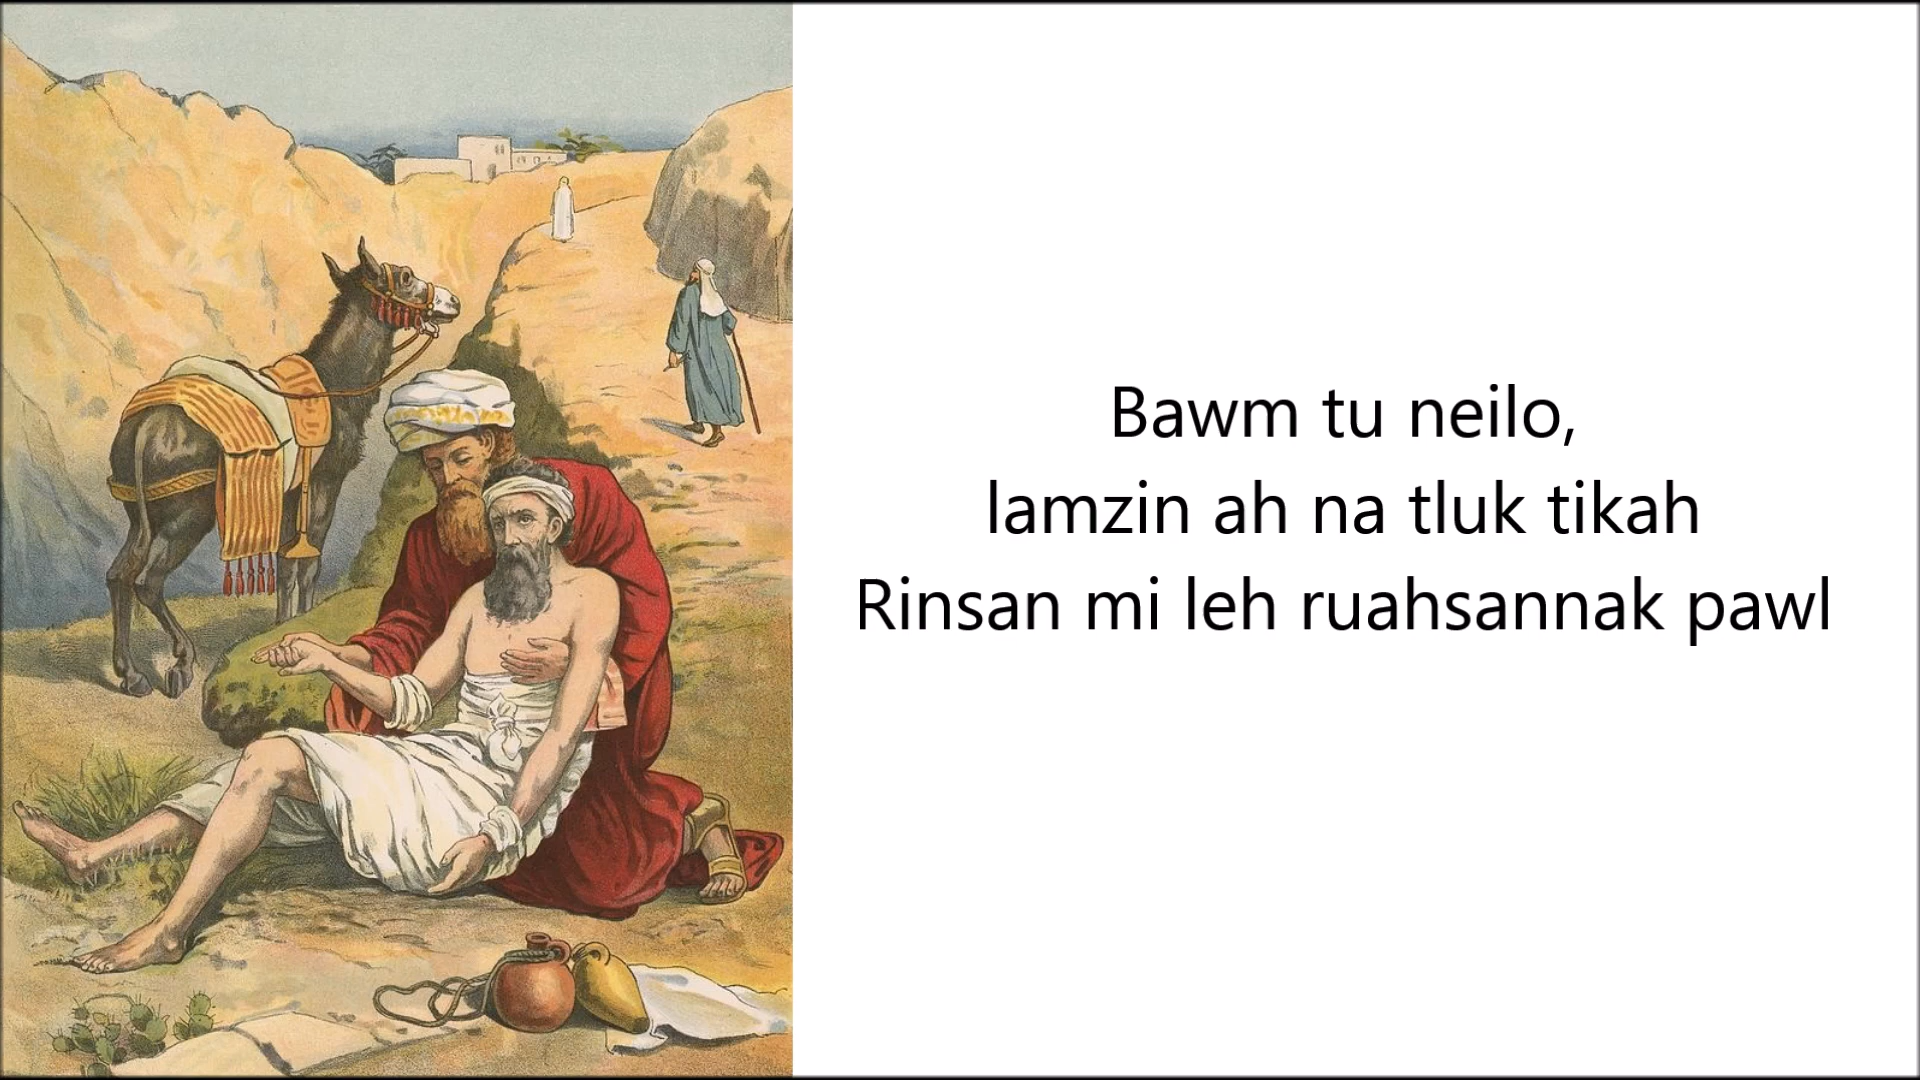 Bawm tu neilo,
lamzin ah na tluk tikah
Rinsan mi leh ruahsannak pawl